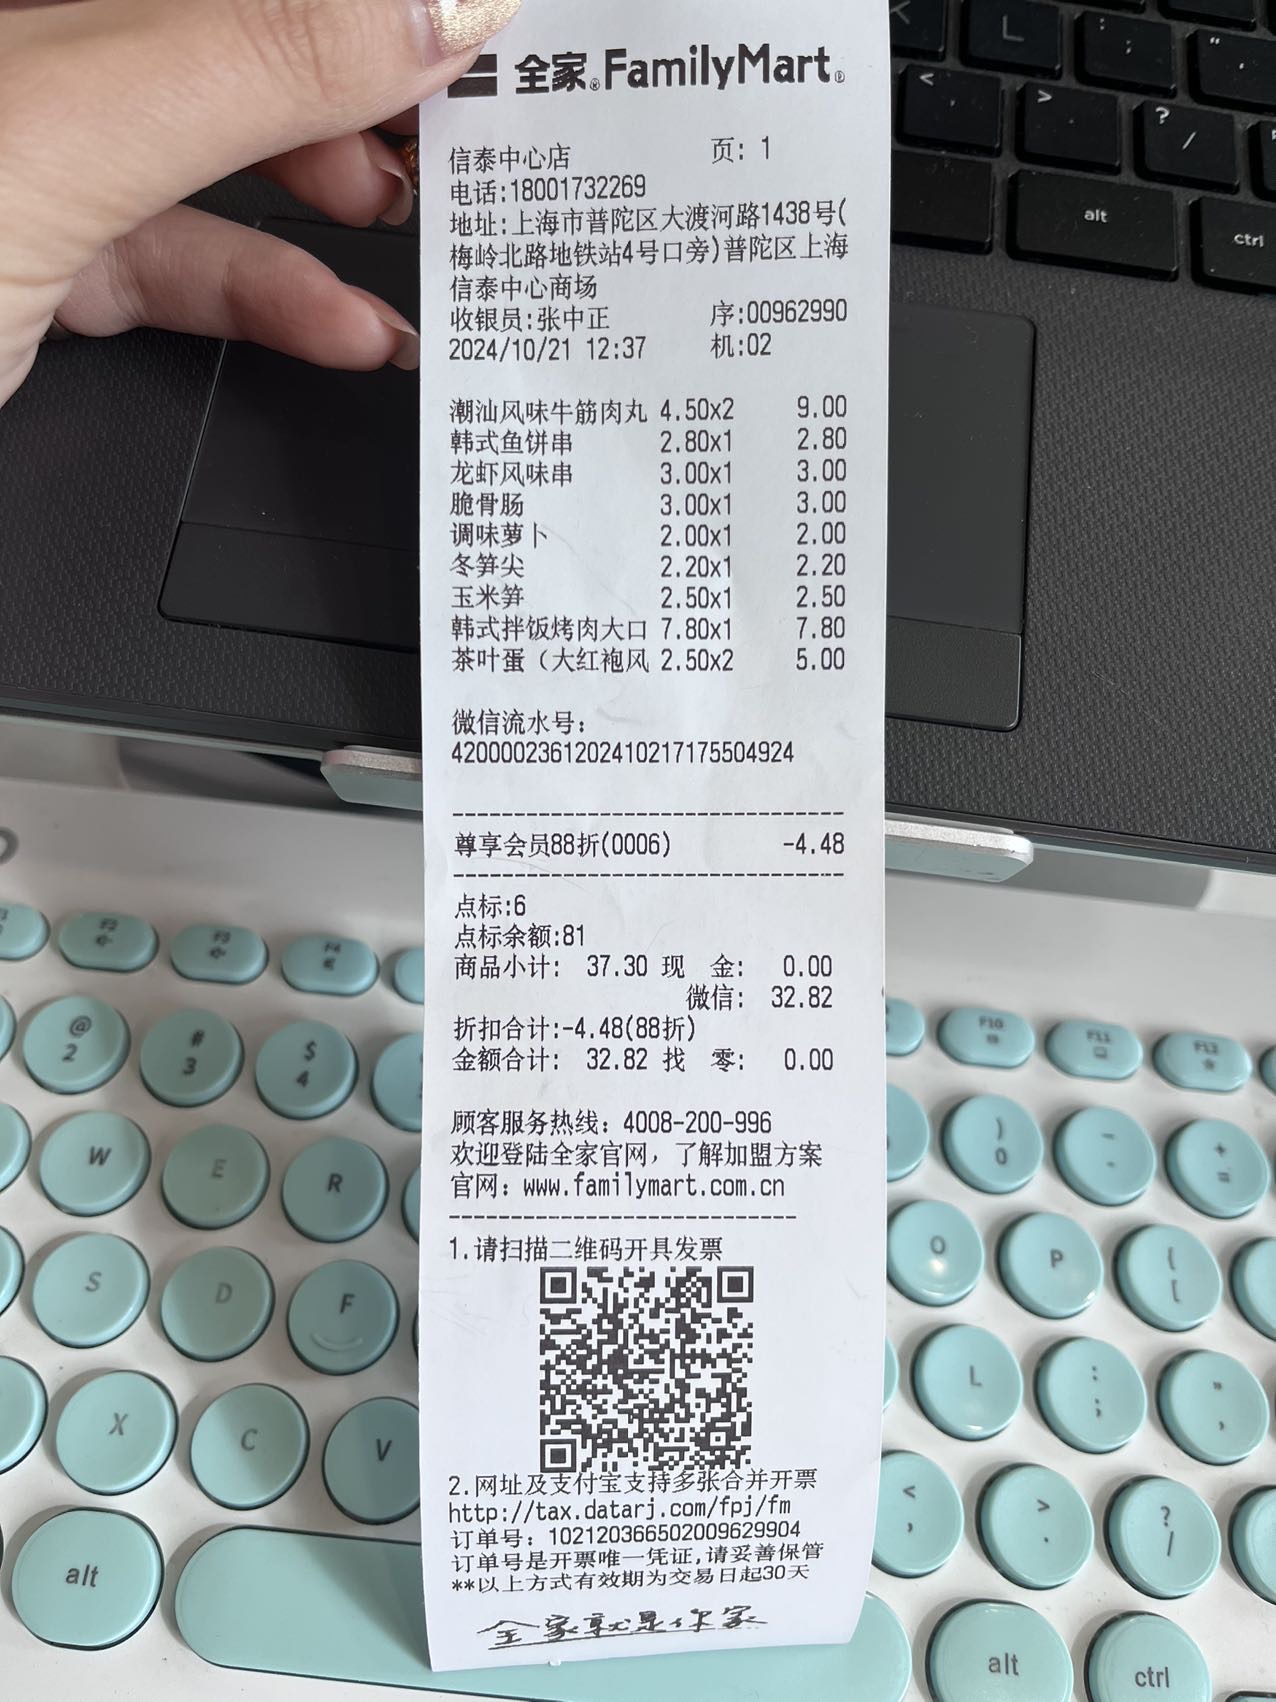 全家®FamilyMart®
信泰中心店 页: 1
电话:18001732269
地址:上海市普陀区大渡河路1438号(
梅岭北路地铁站4号口旁)普陀区上海
信泰中心商场
收银员:张中正 序:00962990
2024/10/21 12:37 机:02
潮汕风味牛筋肉丸 4.50x2 9.00
韩式鱼饼串 2.80x1 2.80
龙虾风味串 3.00x1 3.00
脆骨肠 3.00x1 3.00
调味萝卜 2.00x1 2.00
冬笋尖 2.20x1 2.20
玉米笋 2.50x1 2.50
韩式拌饭烤肉大口 7.80x1 7.80
茶叶蛋（大红袍风 2.50x2 5.00
微信流水号:
4200002361202410217175504924
尊享会员88折(0006) -4.48
点标:6
点标余额:81
商品小计: 37.30 现 金: 0.00
微信: 32.82
折扣合计:-4.48(88折)
金额合计: 32.82 找 零: 0.00
顾客服务热线: 4008-200-996
欢迎登陆全家官网，了解加盟方案
官网: www.familymart.com.cn
1.请扫描二维码开具发票
2.网址及支付宝支持多张合并开票
http://tax.datarj.com/fpj/fm
订单号: 102120366502009629904
订单号是开票唯一凭证,请妥善保管
**以上方式有效期为交易日起30天
全家就是你家
K L : ; " '
< , > . ? /
alt ctrl
F2 F3 F4 F10 F11 F12
@ 2 # 3 $ 4 ) 0 _ - + =
W E R O P { [
S D F L : ; " '
X C V < , > . ? /
alt alt ctrl